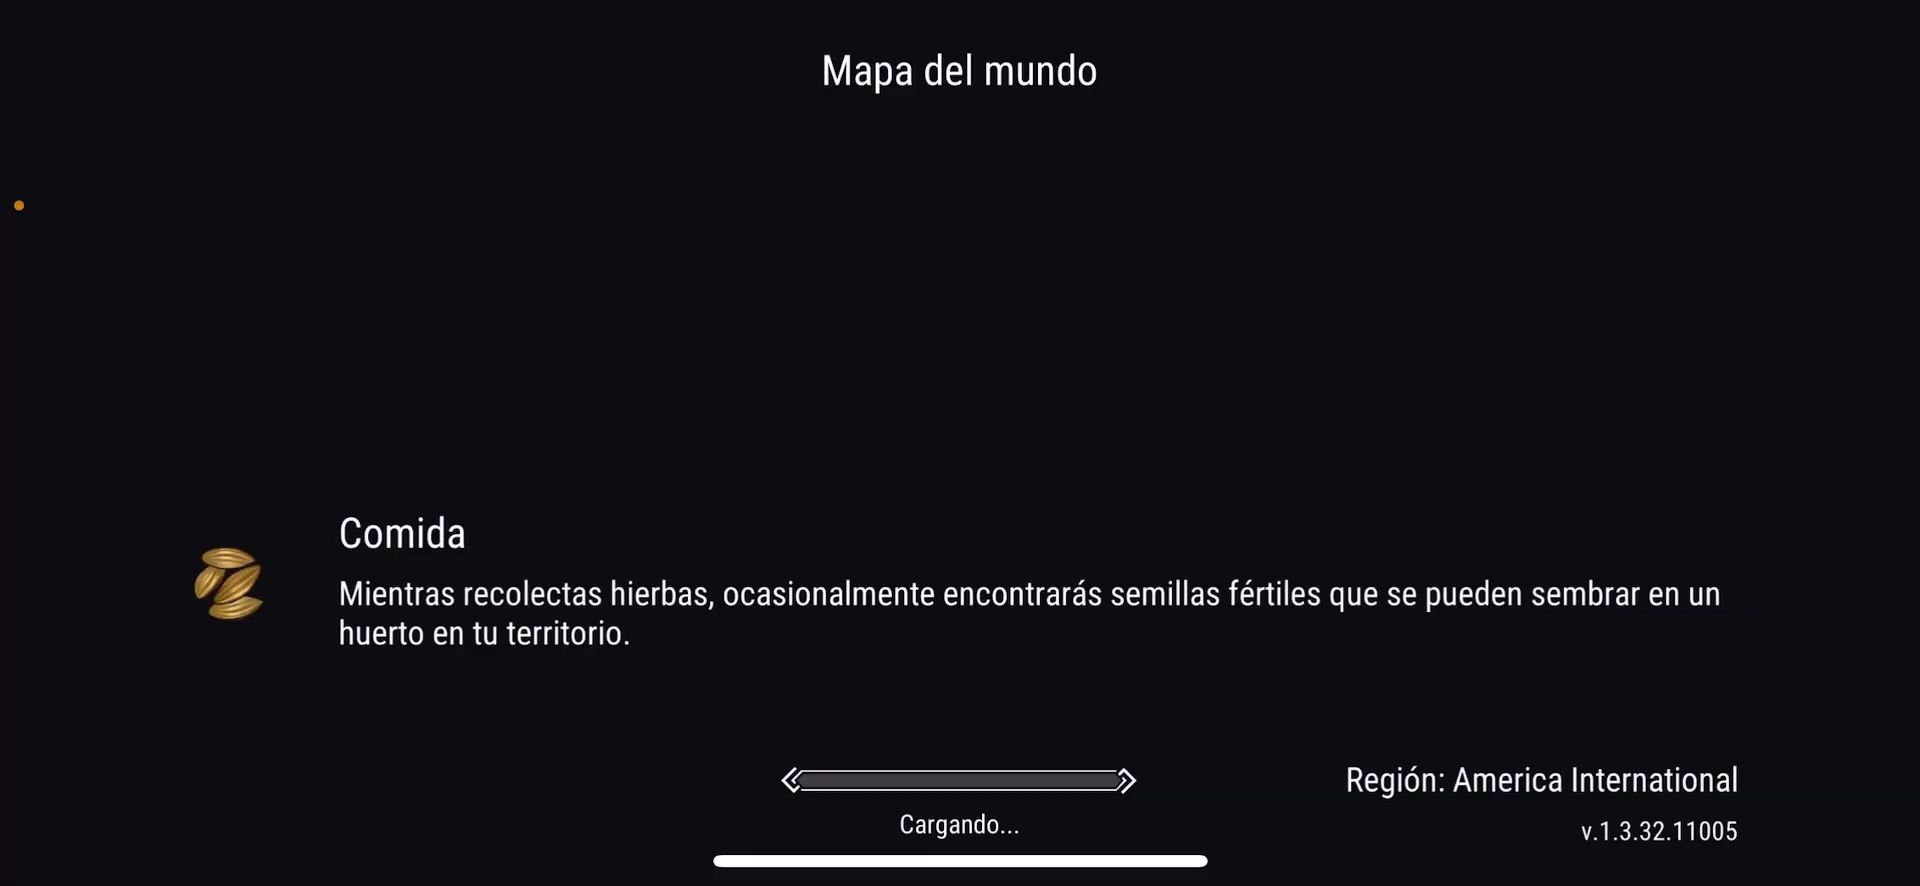 Mapa del mundo
Comida
Mientras recolectas hierbas, ocasionalmente encontrarás semillas fértiles que se pueden sembrar en un
huerto en tu territorio.
Región: America International
Cargando...
v.1.3.32.11005